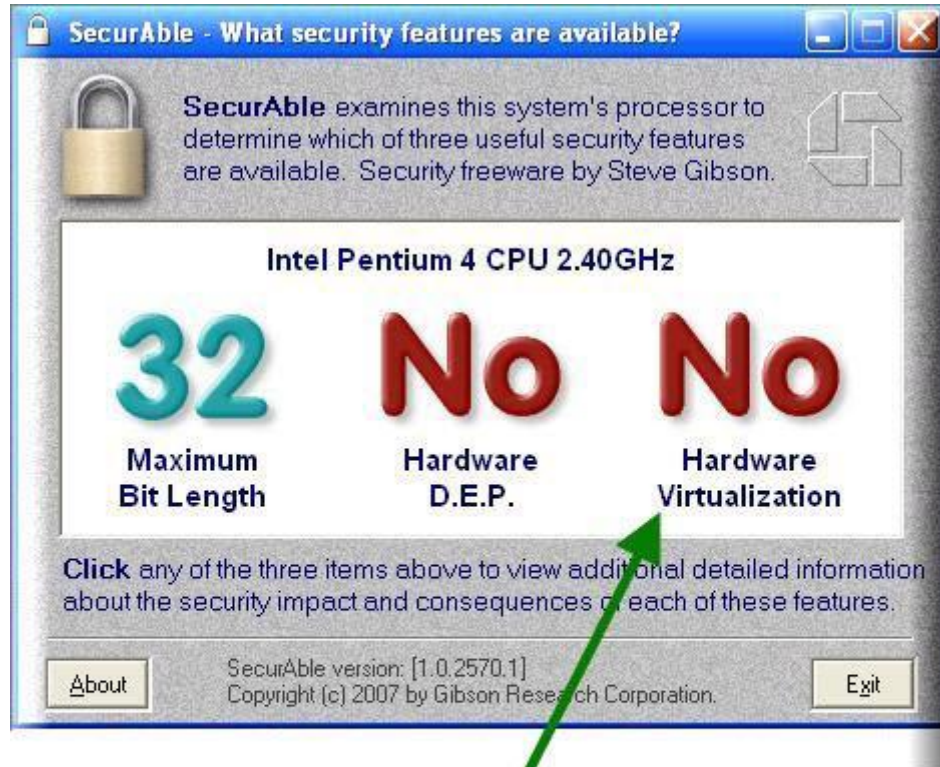 SecurAble - What security features are available?
SecurAble examines this system's processor to
determine which of three useful security features
are available. Security freeware by Steve Gibson.
Intel Pentium 4 CPU 2.40GHz
32 No No
Maximum Hardware Hardware
Bit Length D.E.P. Virtualization
Click any of the three items above to view additional detailed information
about the security impact and consequences of each of these features.
About
SecurAble version: [1.0.2570.1]
Copyright (c) 2007 by Gibson Research Corporation.
Exit